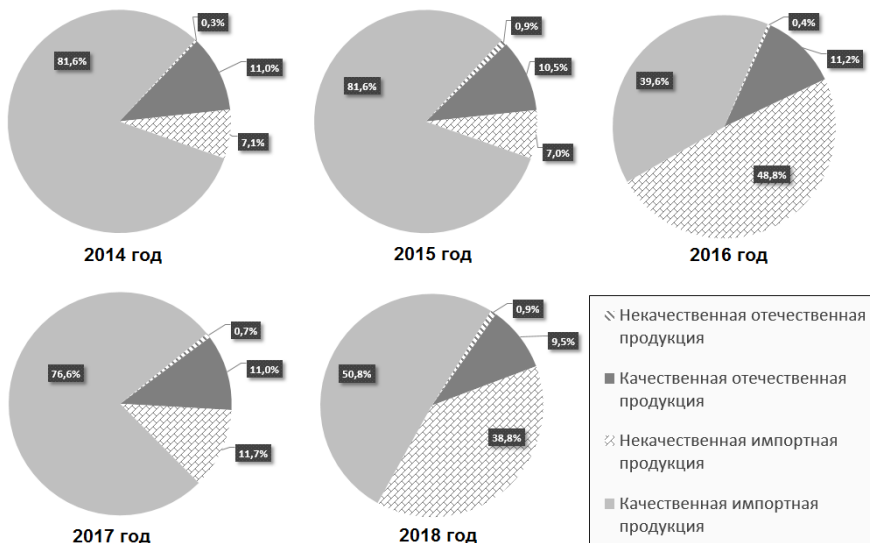 0,3%
81,6%
11,0%
7,1%
2014 год
0,9%
81,6%
10,5%
7,0%
2015 год
0,4%
39,6%
11,2%
48,8%
2016 год
0,7%
76,6%
11,0%
11,7%
2017 год
0,9%
50,8%
9,5%
38,8%
2018 год
Некачественная отечественная
продукция
Качественная отечественная
продукция
Некачественная импортная
продукция
Качественная импортная
продукция